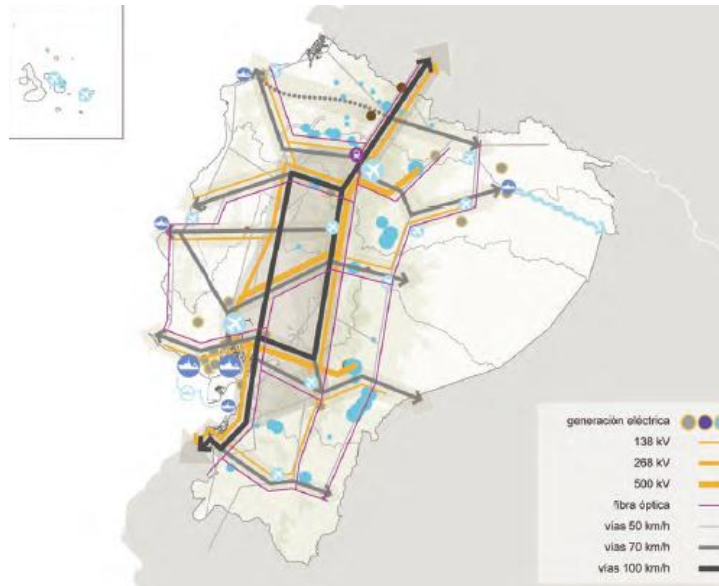 generación eléctrica
138 kV
268 kV
500 kV
fibra óptica
vías 50 km/h
vías 70 km/h
vías 100 km/h